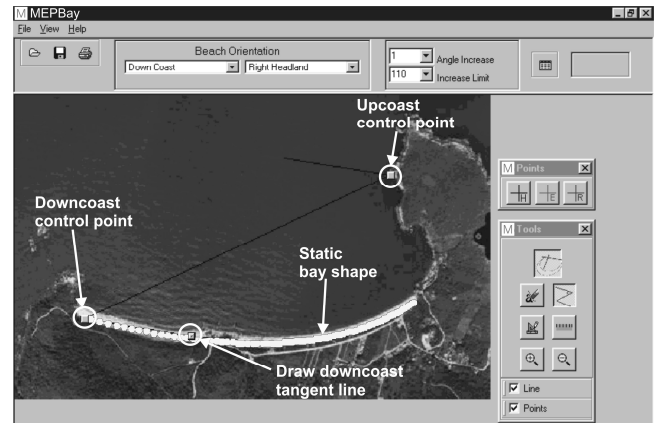 M MEPBay
File View Help
Beach Orientation
Down Coast
Right Headland
1
Angle Increase
110
Increase Limit
Upcoast
control point
M Points
H E R
Downcoast
control point
M Tools
Static
bay shape
Draw downcoast
tangent line
Line
Points